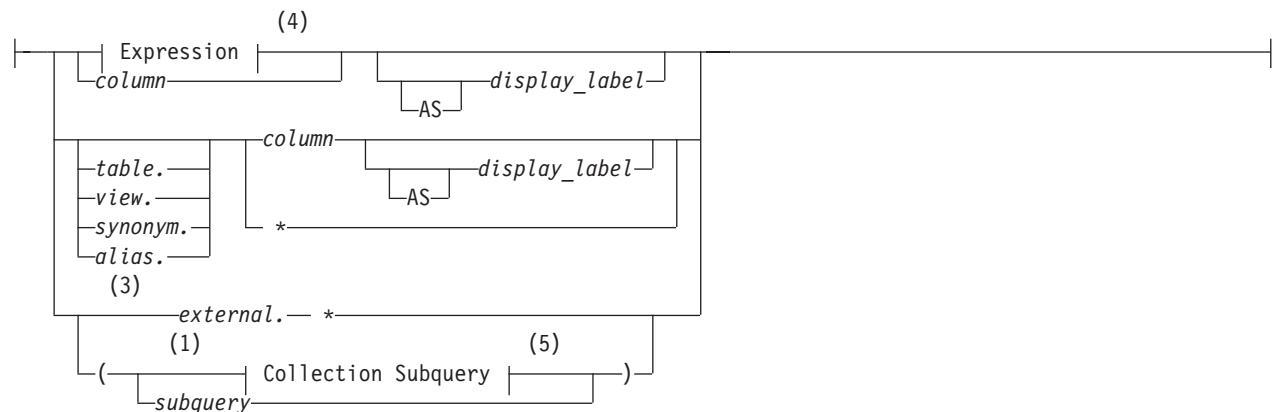 (4)
Expression
column
display_label
AS
column
table.
display_label
view.
AS
synonym.
*
alias.
(3)
external. *
(1) (5)
( Collection Subquery )
subquery